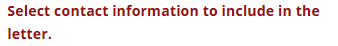 Select contact information to include in the
letter.